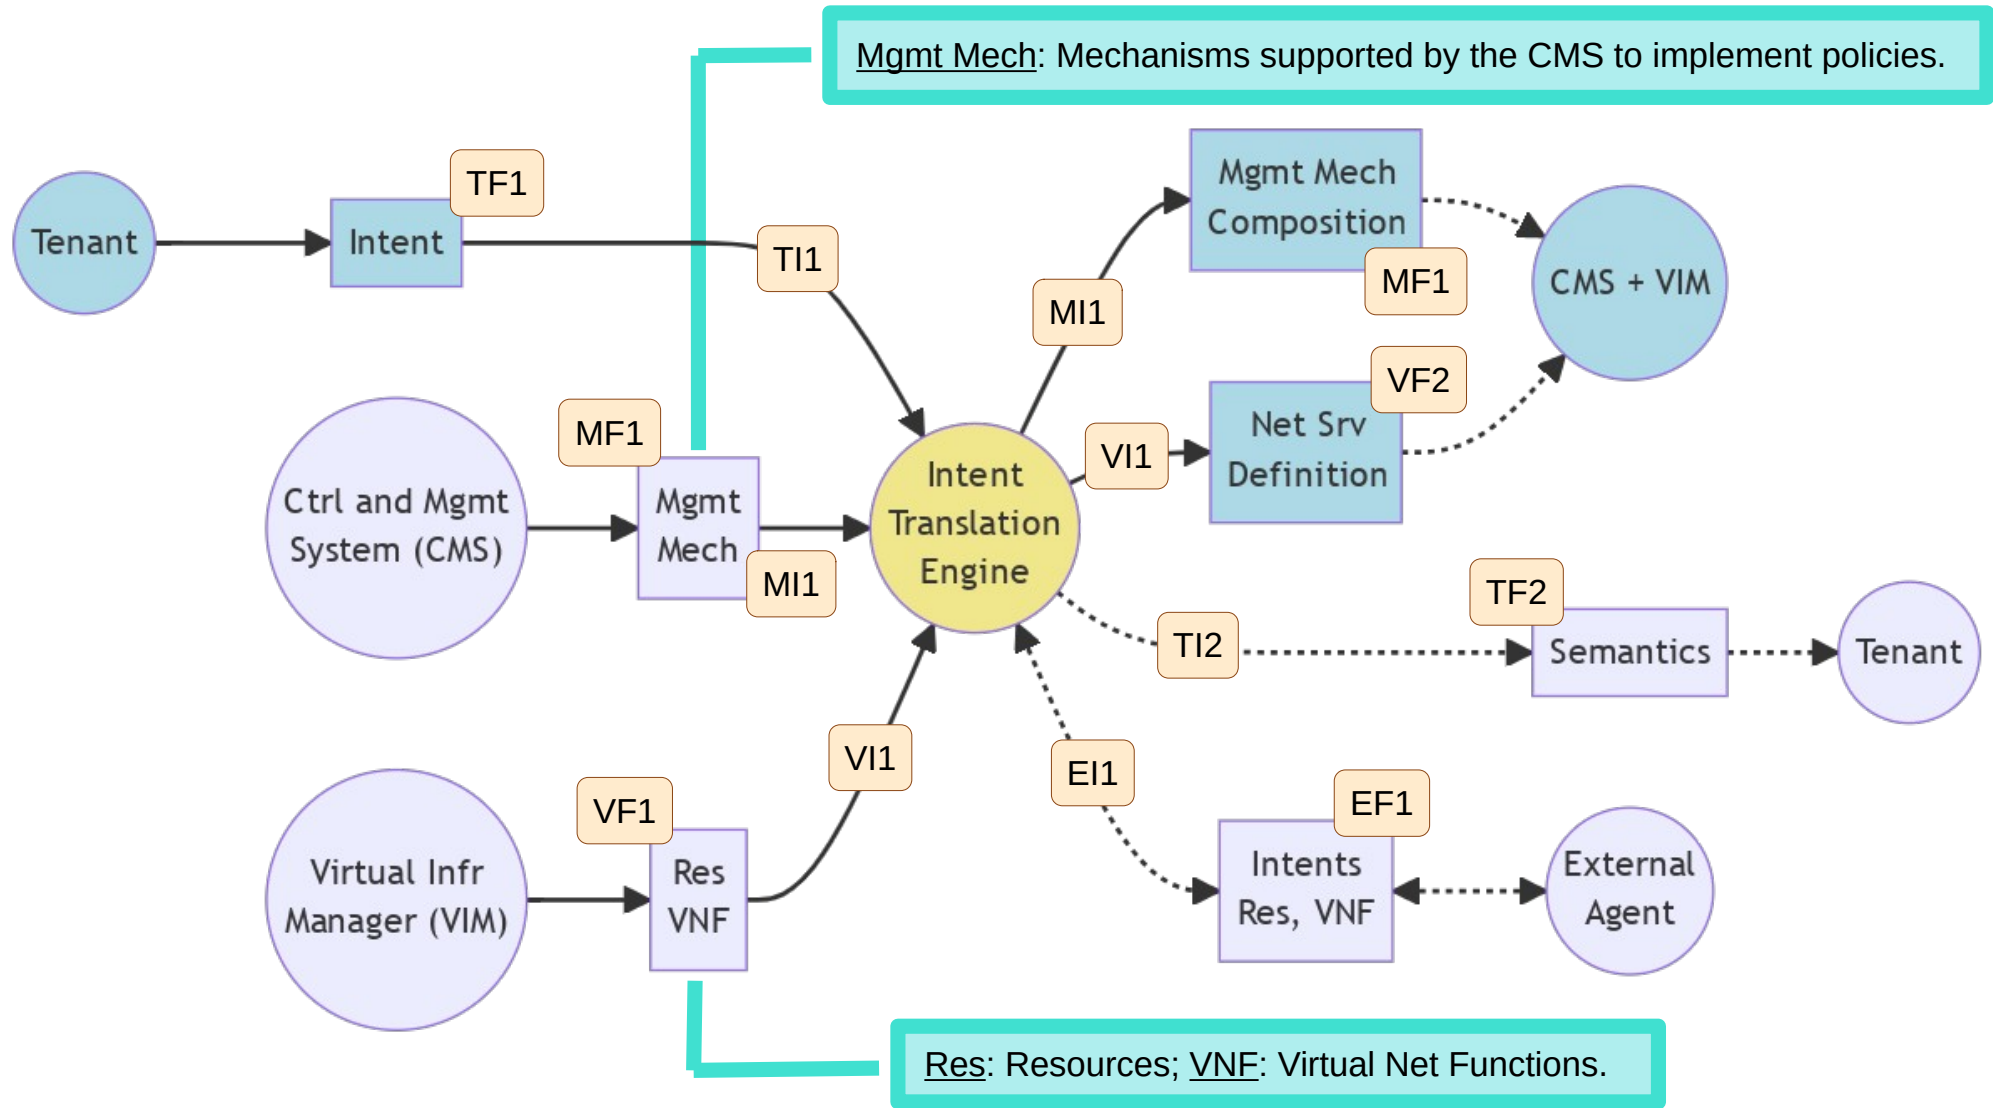 Mgmt Mech: Mechanisms supported by the CMS to implement policies.
Tenant
Intent
TF1
TI1
MI1
Mgmt Mech
Composition
MF1
CMS + VIM
VF2
Net Srv
Definition
VI1
Ctrl and Mgmt
System (CMS)
MF1
Mgmt
Mech
MI1
Intent
Translation
Engine
TI2
TF2
Semantics
Tenant
Virtual Infr
Manager (VIM)
VF1
Res
VNF
VI1
EI1
EF1
Intents
Res, VNF
External
Agent
Res: Resources; VNF: Virtual Net Functions.